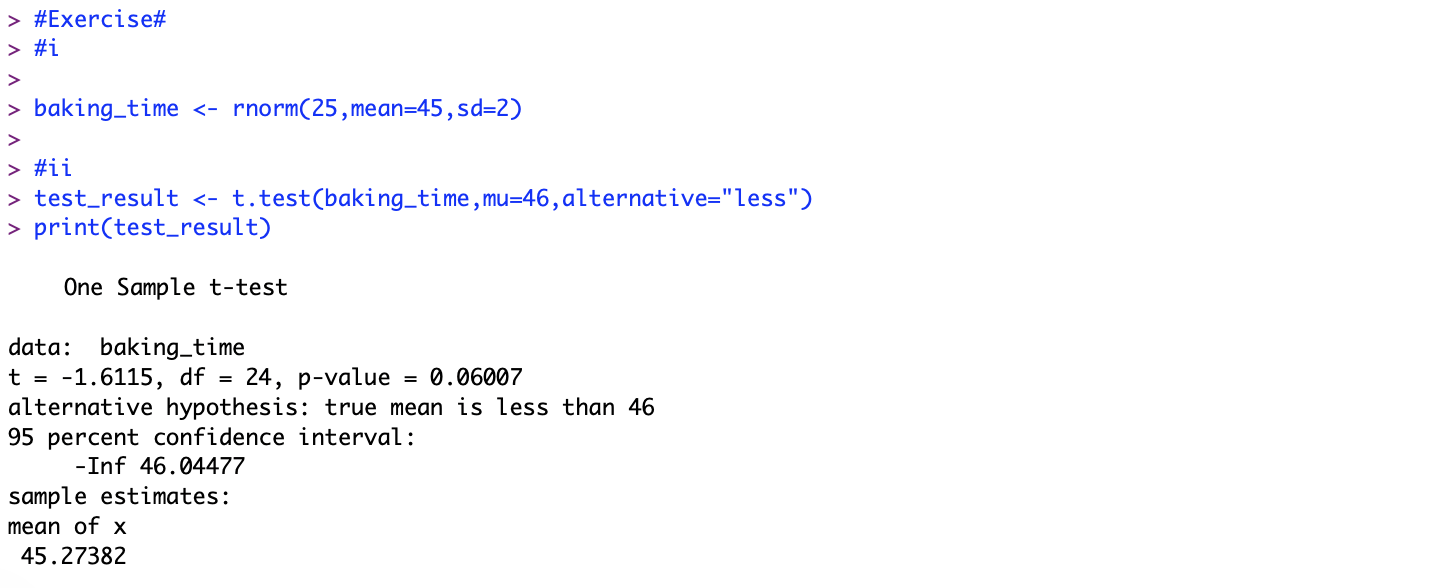 > #Exercise#
> #i
>
> baking_time <- rnorm(25,mean=45,sd=2)
>
> #ii
> test_result <- t.test(baking_time,mu=46,alternative="less")
> print(test_result)
One Sample t-test
data:  baking_time
t = -1.6115, df = 24, p-value = 0.06007
alternative hypothesis: true mean is less than 46
95 percent confidence interval:
-Inf 46.04477
sample estimates:
mean of x
45.27382